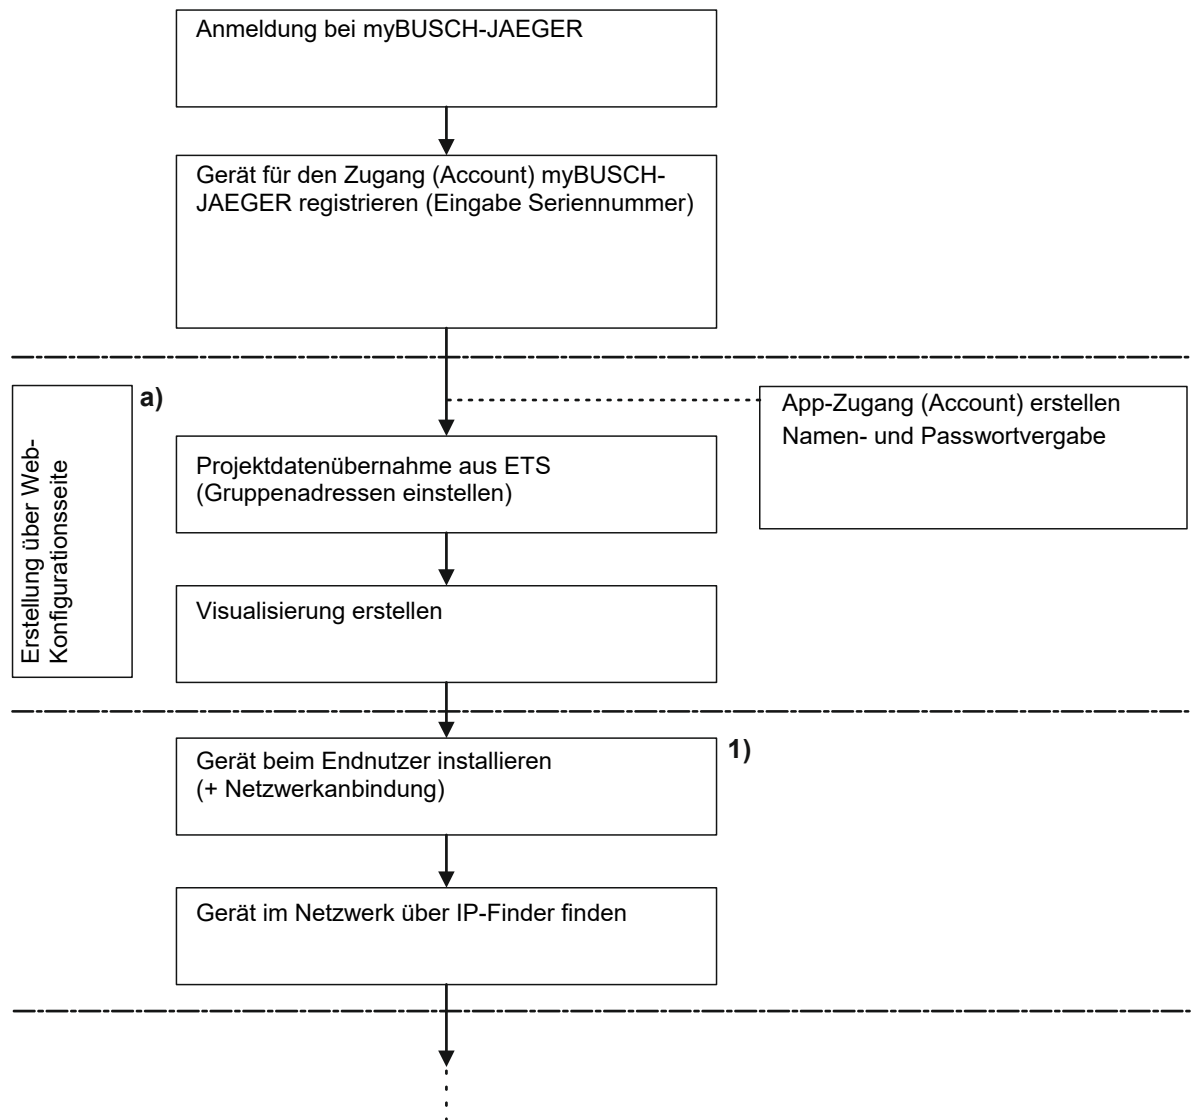 Anmeldung bei myBUSCH-JAEGER
Gerät für den Zugang (Account) myBUSCH-
JAEGER registrieren (Eingabe Seriennummer)
a)
App-Zugang (Account) erstellen
Namen- und Passwortvergabe
Erstellung über Web-
Konfigurationsseite
Projektdatenübernahme aus ETS
(Gruppenadressen einstellen)
Visualisierung erstellen
Gerät beim Endnutzer installieren
(+ Netzwerkanbindung)
1)
Gerät im Netzwerk über IP-Finder finden